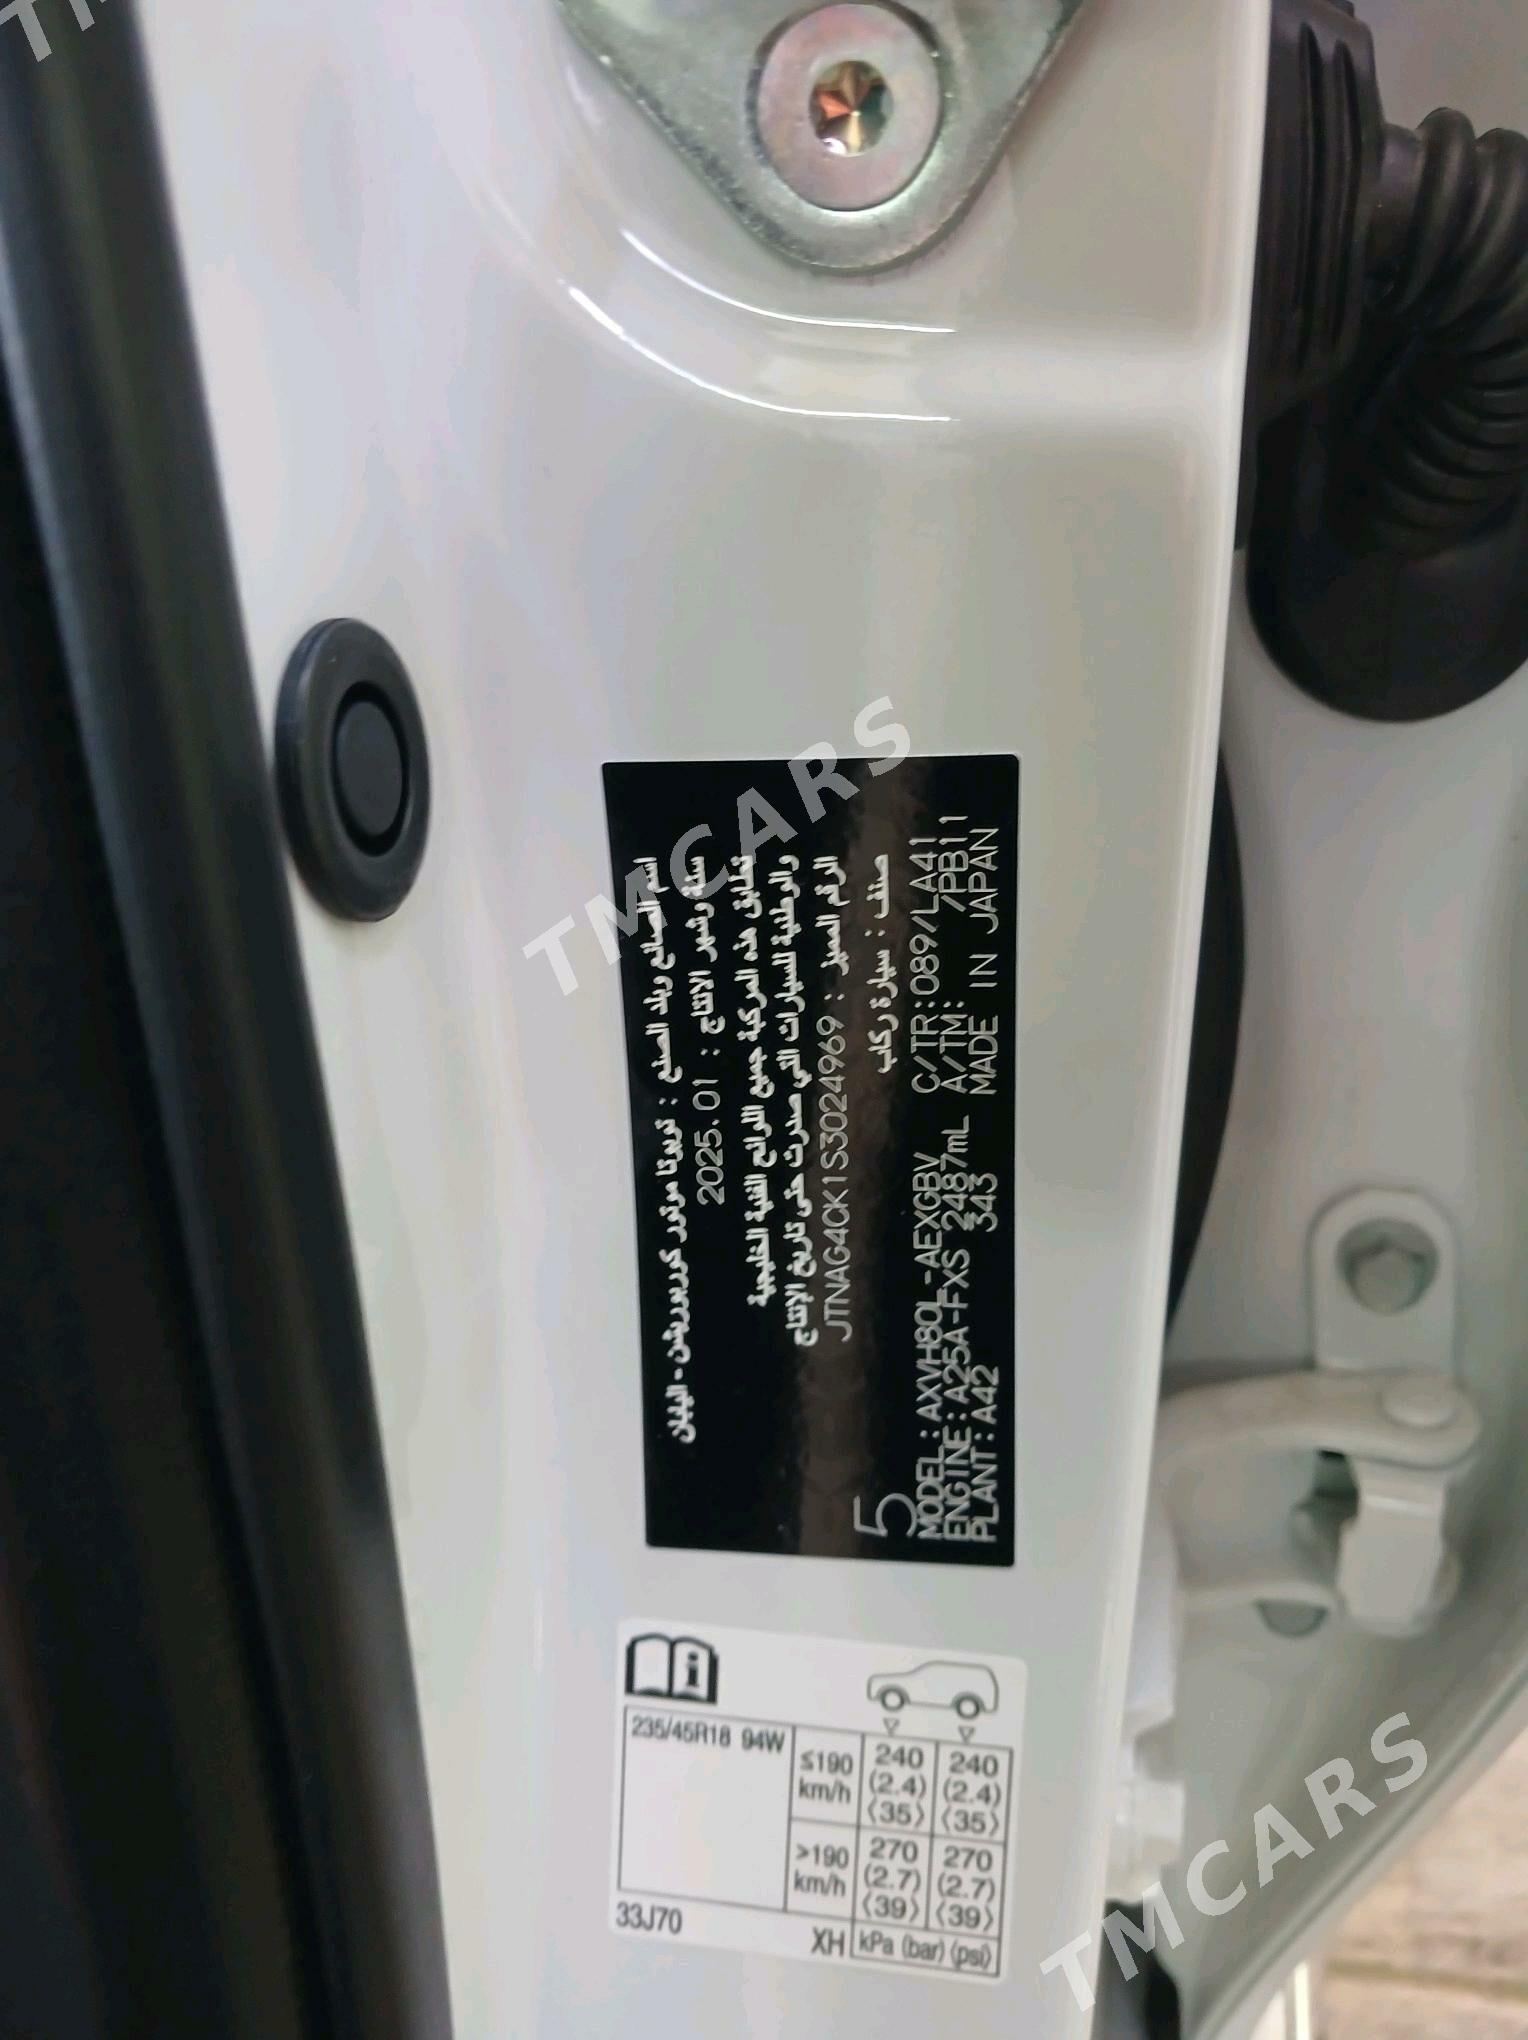 اسم الصانع وبلد الصنع : تويوتا موتور كوربوريشن - اليابان
سنة وشهر الانتاج : 2025.01
تطابق هذه المركبة جميع اللوائح الفنية الخليجية
والوطنية للسيارات التي صدرت حتى تاريخ الإنتاج
الرقم المميز : JTNAG4CK1S3024969
صنف : سيارة ركاب
5
MODEL:AXVH80L-AEXGBV C/TR:089/LA41
ENGINE:A25A-FXS 2487mL A/TM: /PB11
PLANT:A42 343 MADE IN JAPAN
235/45R18 94W
≤190 km/h 240 (2.4) (35) 240 (2.4) (35)
>190 km/h 270 (2.7) (39) 270 (2.7) (39)
33J70 XH kPa (bar) (psi)
TMCARS
TMCARS